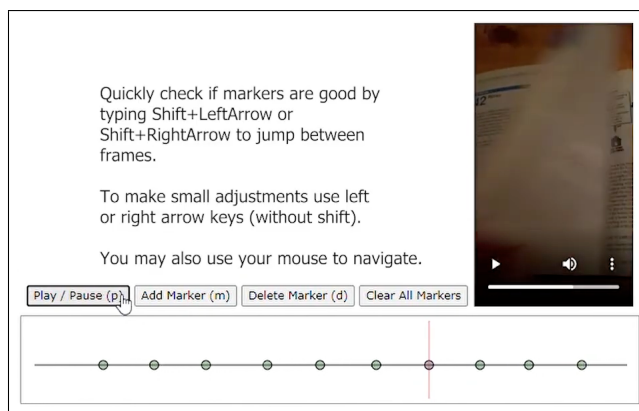 Quickly check if markers are good by
typing Shift+LeftArrow or
Shift+RightArrow to jump between
frames.
To make small adjustments use left
or right arrow keys (without shift).
You may also use your mouse to navigate.
Play / Pause (p) Add Marker (m) Delete Marker (d) Clear All Markers